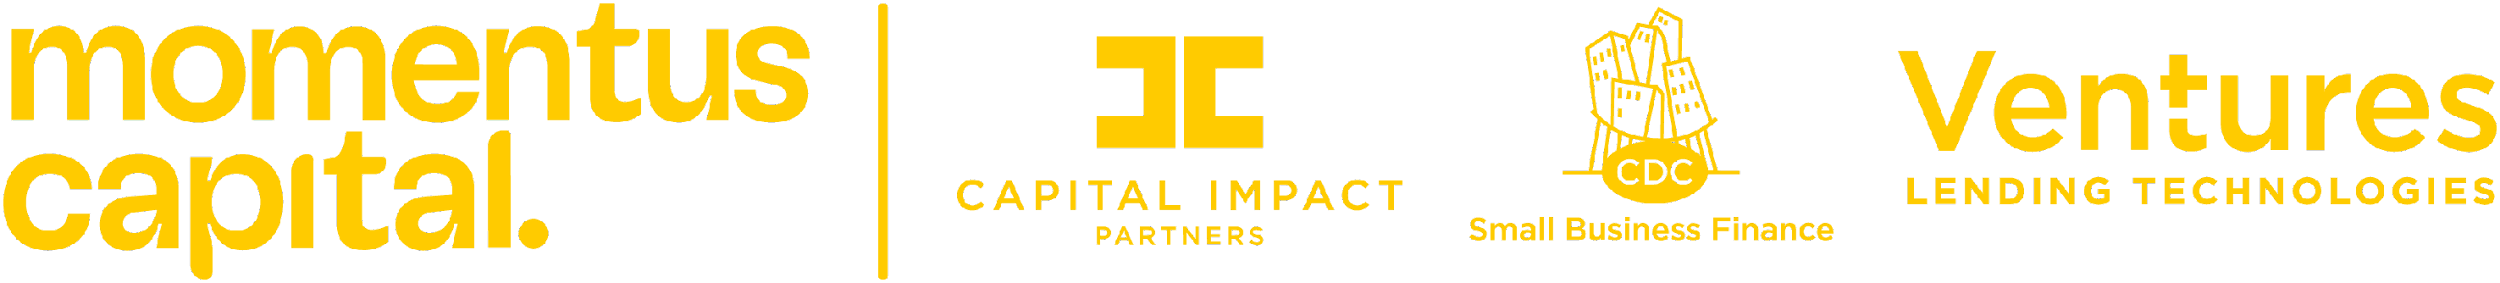 momentus
capital.
CAPITAL IMPACT
PARTNERS
CDC
Small Business Finance
Ventures
LENDING TECHNOLOGIES